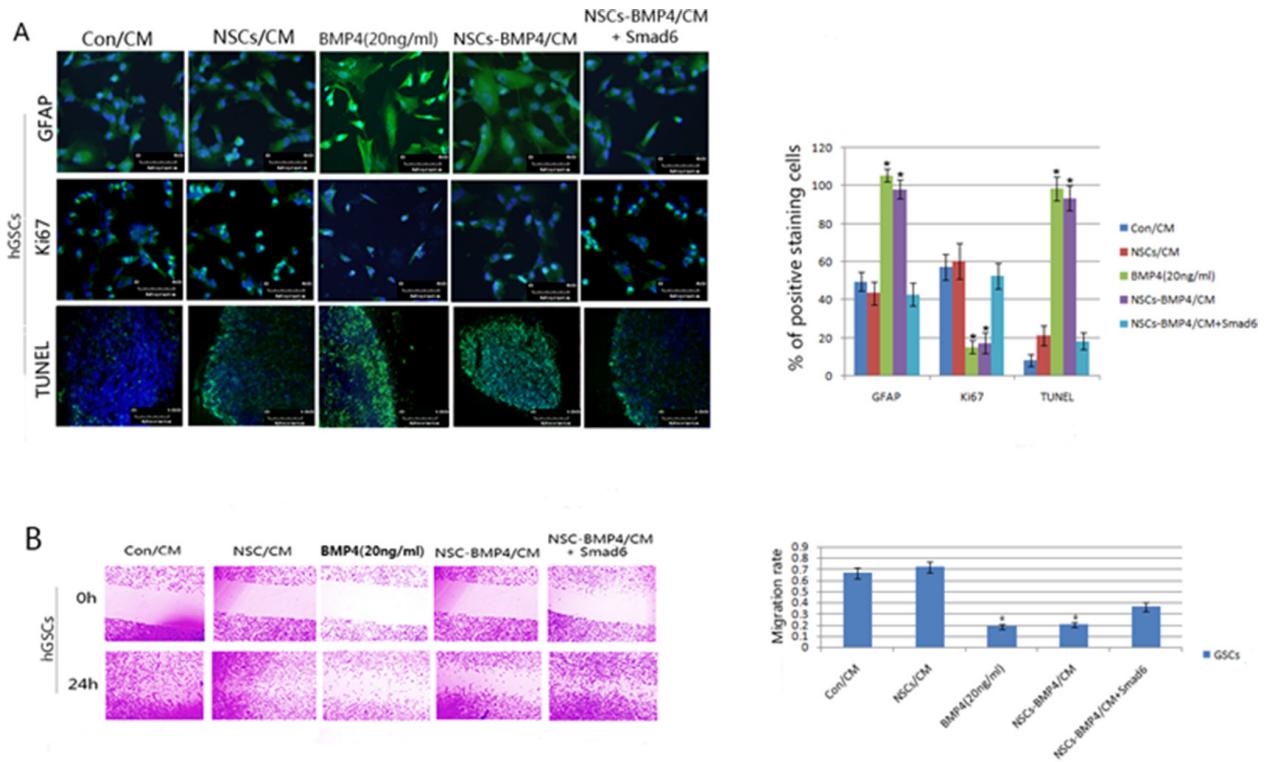 A
Con/CM
NSCs/CM
BMP4(20ng/ml)
NSCs-BMP4/CM
NSCs-BMP4/CM
+ Smad6
hGSCs
GFAP
Ki67
TUNEL
% of positive staining cells
120
100
80
60
40
20
0
* * * * * *
GFAP Ki67 TUNEL
Con/CM
NSCs/CM
BMP4(20ng/ml)
NSCs-BMP4/CM
NSCs-BMP4/CM+Smad6
B
Con/CM
NSC/CM
BMP4(20ng/ml)
NSC-BMP4/CM
NSC-BMP4/CM
+ Smad6
hGSCs
0h
24h
Migration rate
0.9
0.8
0.7
0.6
0.5
0.4
0.3
0.2
0.1
0
* *
Con/CM
NSCs/CM
BMP4(20ng/ml)
NSCs-BMP4/CM
NSCs-BMP4/CM+Smad6
GSCs